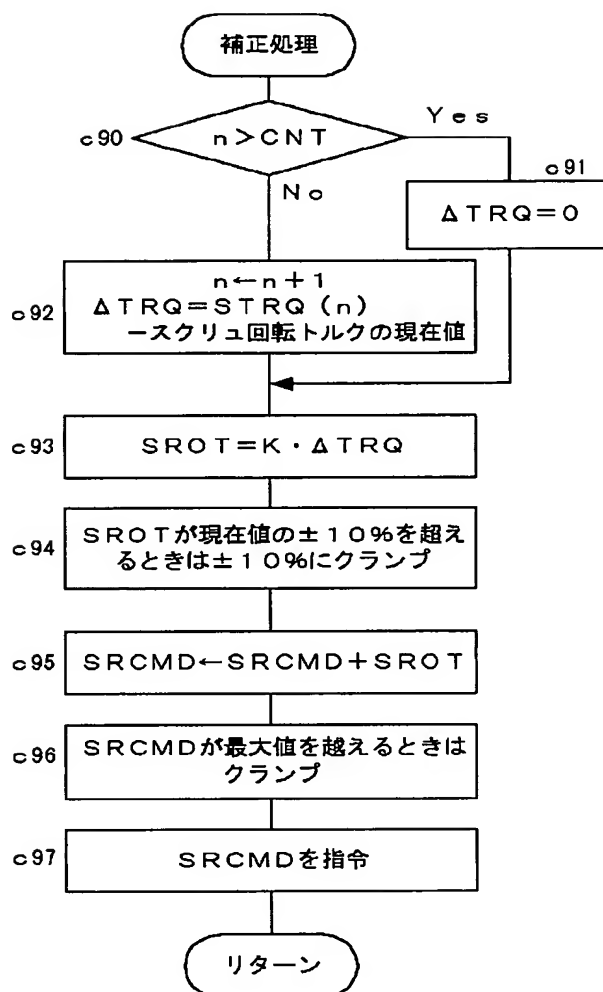 補正処理
c90
n＞CNT
Yes
No
c91
ΔTRQ＝0
c92
n←n＋1
ΔTRQ＝STRQ（n）
－スクリュ回転トルクの現在値
c93
SROT＝K・ΔTRQ
c94
SROTが現在値の±10％を超え
るときは±10％にクランプ
c95
SRCMD←SRCMD＋SROT
c96
SRCMDが最大値を越えるときは
クランプ
c97
SRCMDを指令
リターン